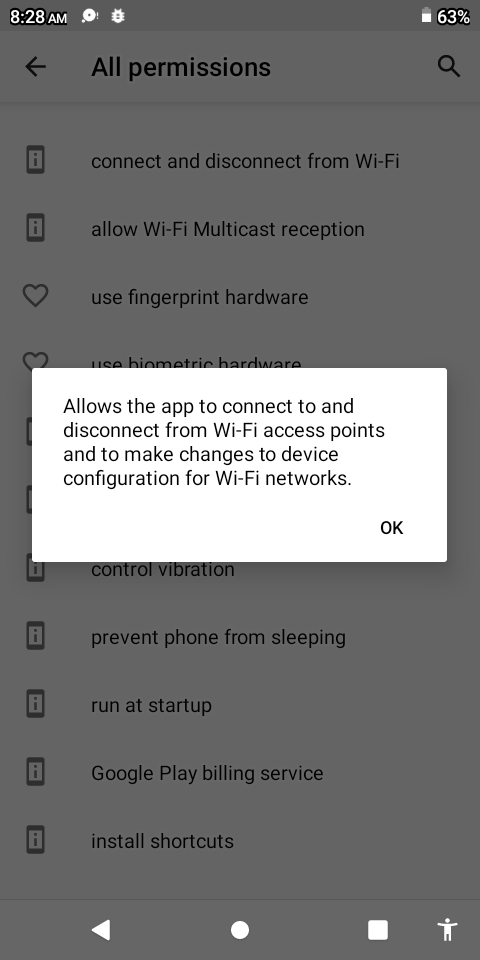 8:28 AM
63%
All permissions
connect and disconnect from Wi-Fi
allow Wi-Fi Multicast reception
use fingerprint hardware
use biometric hardware
Allows the app to connect to and
disconnect from Wi-Fi access points
and to make changes to device
configuration for Wi-Fi networks.
OK
control vibration
prevent phone from sleeping
run at startup
Google Play billing service
install shortcuts